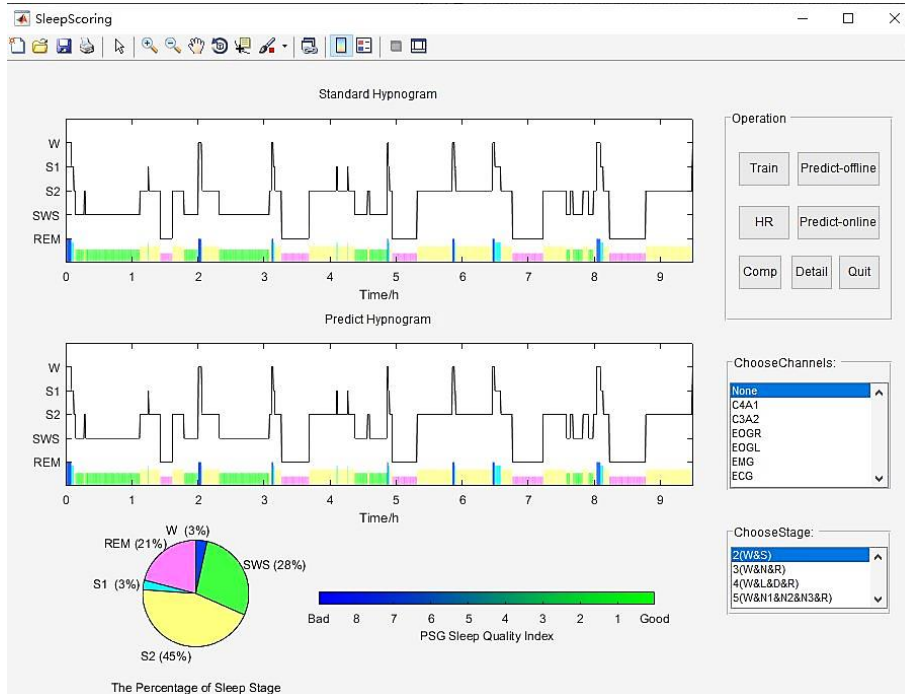 SleepScoring
Standard Hypnogram
W
S1
S2
SWS
REM
0 1 2 3 4 5 6 7 8 9
Time/h
Predict Hypnogram
W
S1
S2
SWS
REM
0 1 2 3 4 5 6 7 8 9
Time/h
W (3%)
REM (21%)
SWS (28%)
S1 (3%)
S2 (45%)
The Percentage of Sleep Stage
Bad 8 7 6 5 4 3 2 1 Good
PSG Sleep Quality Index
Operation
Train Predict-offline
HR Predict-online
Comp Detail Quit
ChooseChannels:
None
C4A1
C3A2
EOGR
EOGL
EMG
ECG
ChooseStage:
2(W&S)
3(W&N&R)
4(W&L&D&R)
5(W&N1&N2&N3&R)